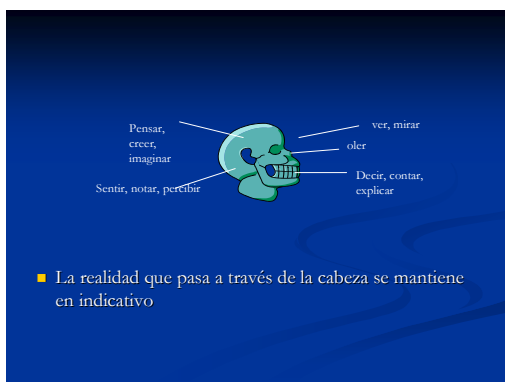 Pensar,
creer,
imaginar
ver, mirar
oler
Sentir, notar, percibir
Decir, contar,
explicar
La realidad que pasa a través de la cabeza se mantiene
en indicativo